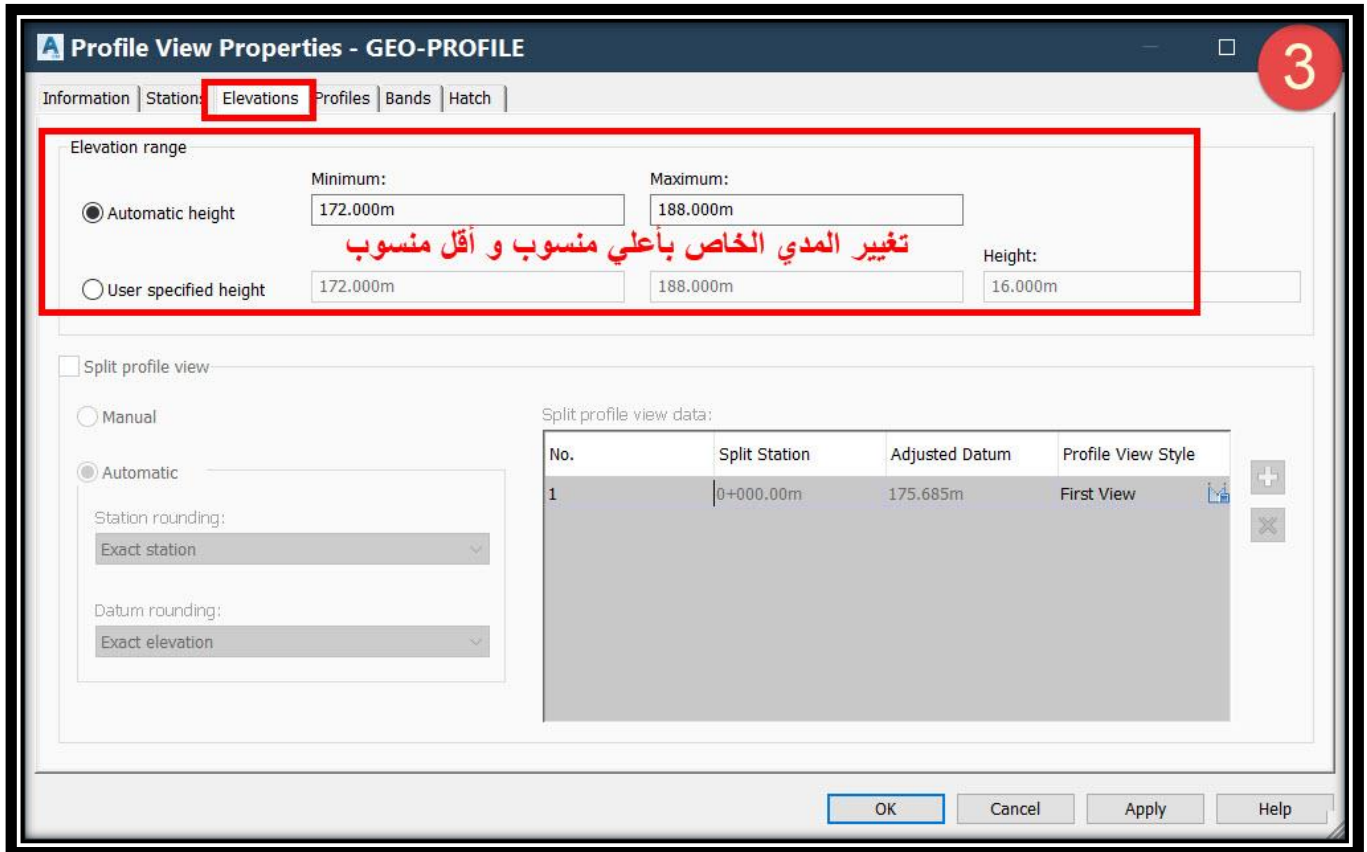 Profile View Properties - GEO-PROFILE
3
Information Station Elevations Profiles Bands Hatch
Elevation range
Minimum: Maximum:
Automatic height 172.000m 188.000m
تغيير المدي الخاص بأعلي منسوب و أقل منسوب
Height:
User specified height 172.000m 188.000m 16.000m
Split profile view
Manual
Split profile view data:
No. Split Station Adjusted Datum Profile View Style
Automatic
1 0+000.00m 175.685m First View
Station rounding:
Exact station
Datum rounding:
Exact elevation
OK Cancel Apply Help